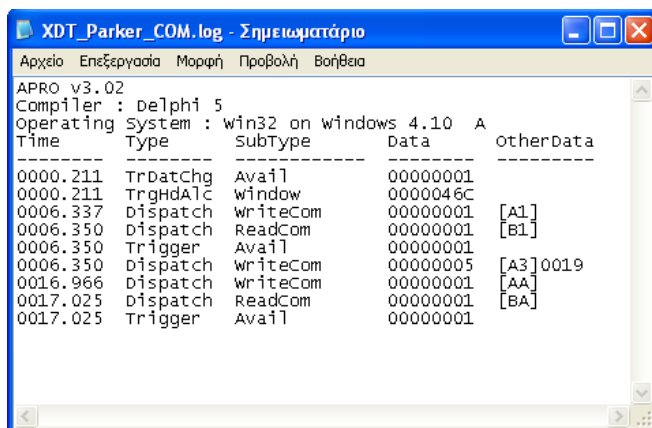 XDT_Parker_COM.log - Σημειωματάριο
Αρχείο Επεξεργασία Μορφή Προβολή Βοήθεια
APRO v3.02
Compiler : Delphi 5
Operating System : Win32 on Windows 4.10  A
Time      Type      SubType       Data      OtherData
--------  --------  ------------  --------  ---------
0000.211  TrDatChg  Avail         00000001
0000.211  TrgHdAlc  Window        0000046C
0006.337  Dispatch  WriteCom      00000001  [A1]
0006.350  Dispatch  ReadCom       00000001  [B1]
0006.350  Trigger   Avail         00000001
0006.350  Dispatch  WriteCom      00000005  [A3]0019
0016.966  Dispatch  WriteCom      00000001  [AA]
0017.025  Dispatch  ReadCom       00000001  [BA]
0017.025  Trigger   Avail         00000001